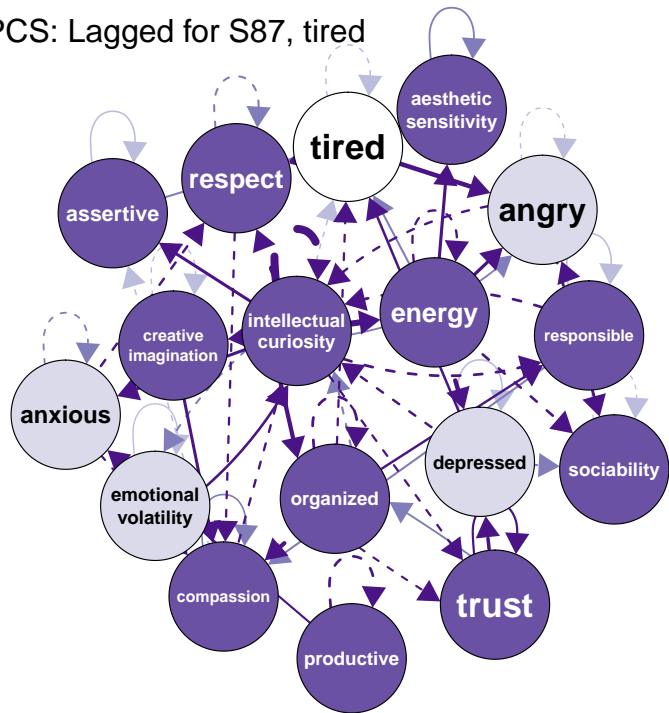 PCS: Lagged for S87, tired
aesthetic
sensitivity
tired
respect
angry
assertive
intellectual
curiosity
energy
responsible
creative
imagination
anxious
depressed
sociability
emotional
volatility
organized
compassion
trust
productive